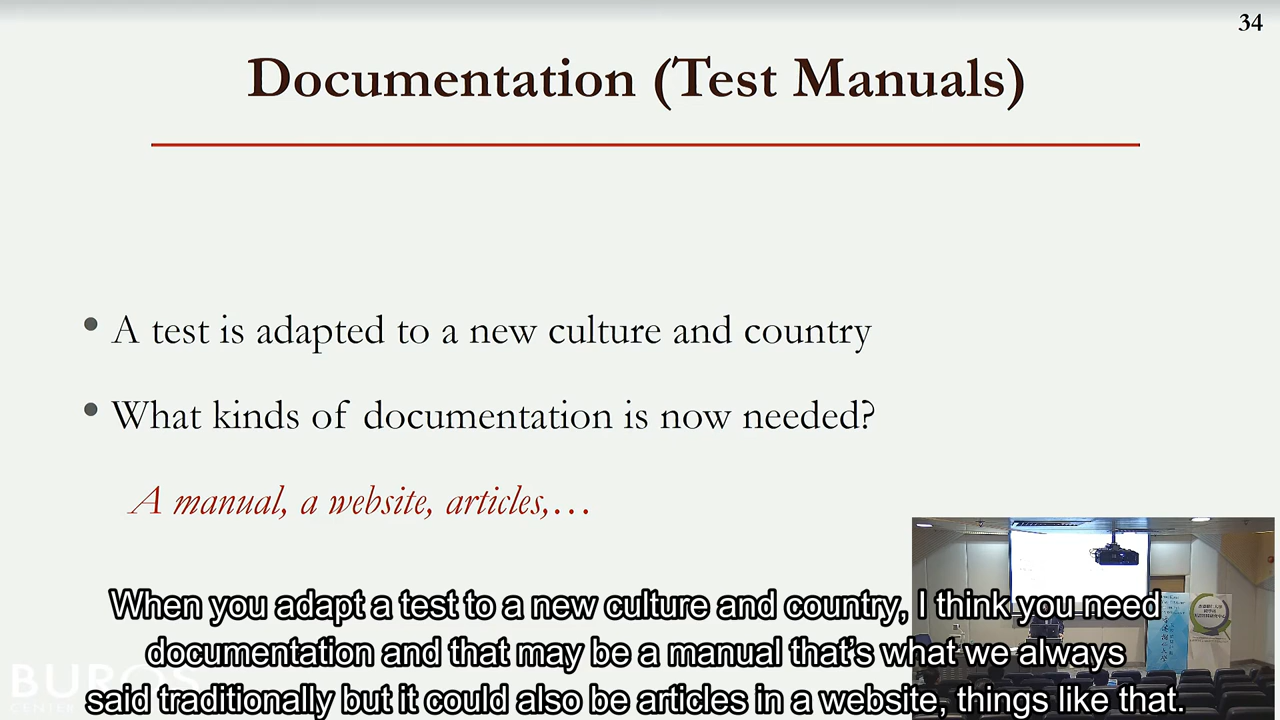 34
Documentation (Test Manuals)
• A test is adapted to a new culture and country
• What kinds of documentation is now needed?
A manual, a website, articles,…
When you adapt a test to a new culture and country, I think you need
documentation and that may be a manual that's what we always
said traditionally but it could also be articles in a website, things like that.
BUROS
CENTER